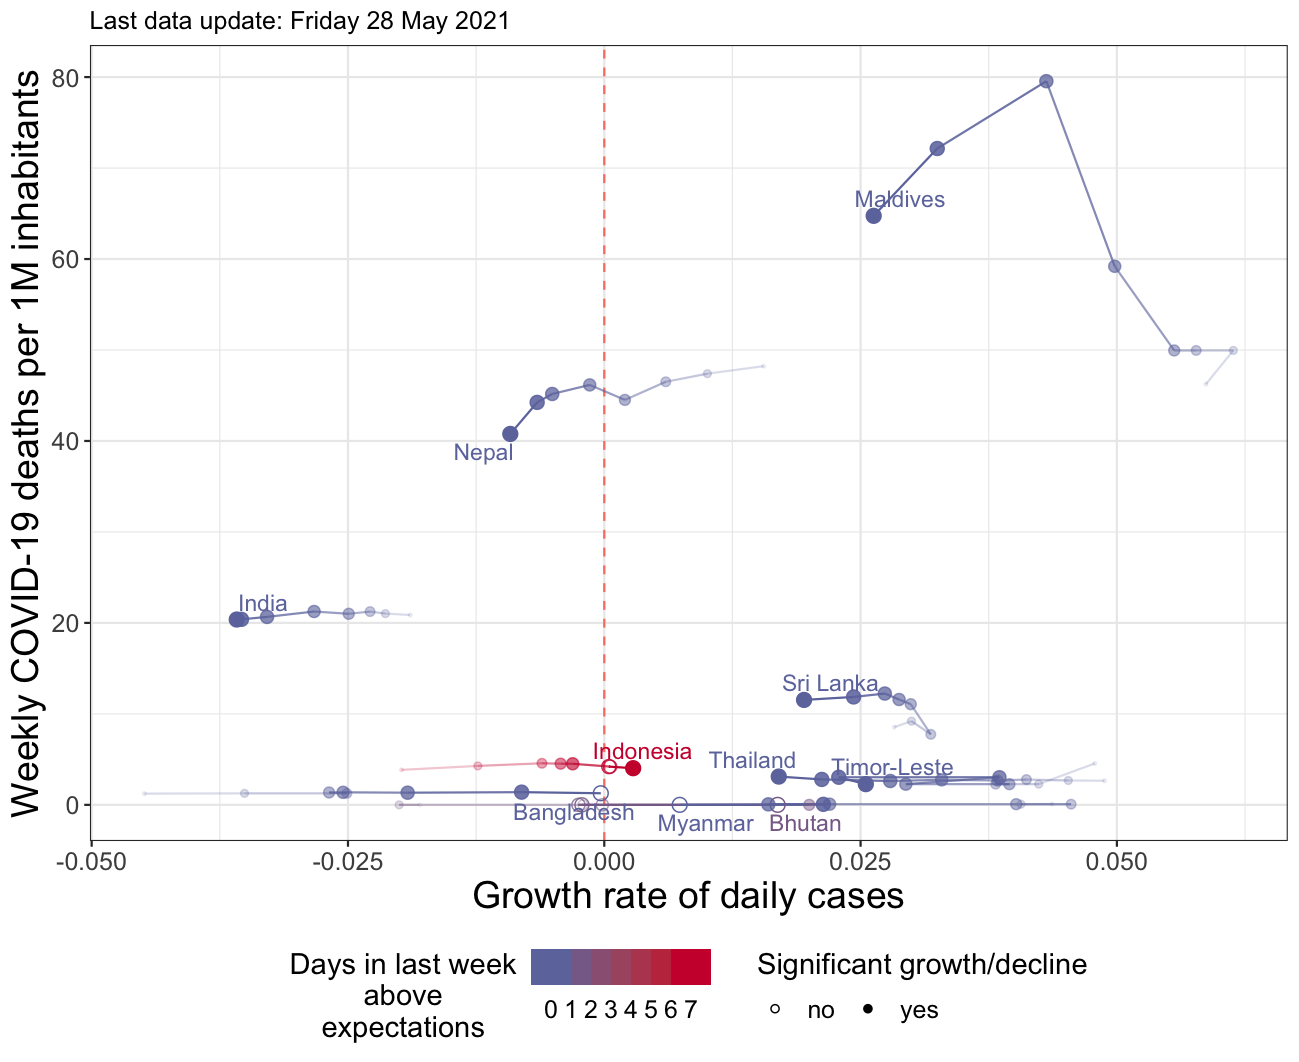 Last data update: Friday 28 May 2021
Weekly COVID-19 deaths per 1M inhabitants
80
60
40
20
0
Maldives
Nepal
India
Sri Lanka
Indonesia
Thailand
Timor-Leste
Bangladesh
Myanmar
Bhutan
-0.050
-0.025
0.000
0.025
0.050
Growth rate of daily cases
Days in last week
above
expectations
0 1 2 3 4 5 6 7
Significant growth/decline
no
yes